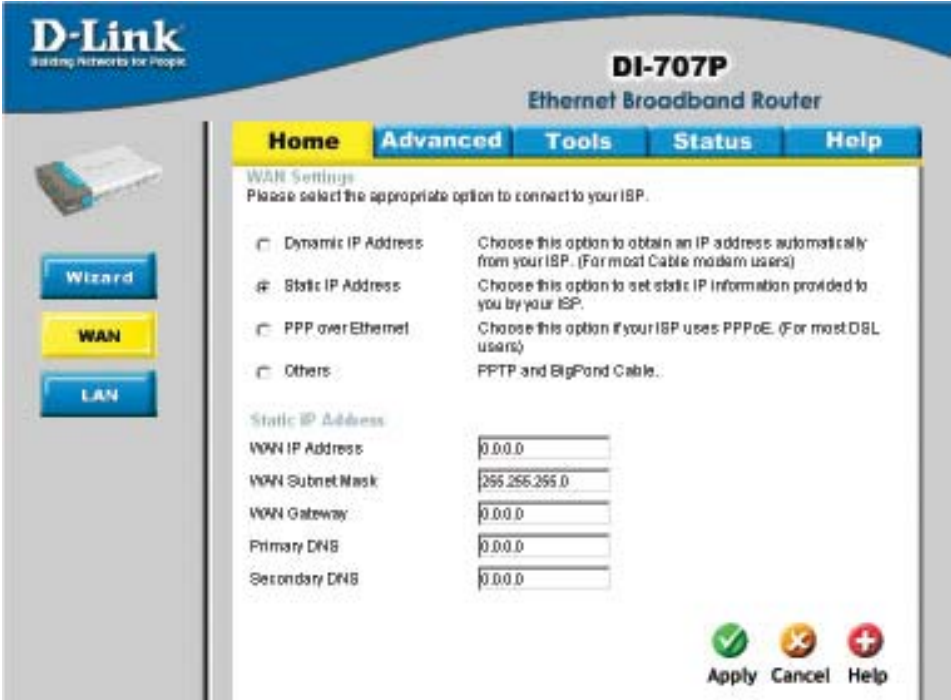 D-Link
Building Networks for People
DI-707P
Ethernet Broadband Router
Home
Advanced
Tools
Status
Help
Wizard
WAN
LAN
WAN Settings
Please select the appropriate option to connect to your ISP.
Dynamic IP Address
Choose this option to obtain an IP address automatically
from your ISP. (For most Cable modem users)
Static IP Address
Choose this option to set static IP information provided to
you by your ISP.
PPP over Ethernet
Choose this option if your ISP uses PPPoE. (For most DSL
users)
Others
PPTP and BigPond Cable.
Static IP Address
WAN IP Address
0.0.0.0
WAN Subnet Mask
255.255.255.0
WAN Gateway
0.0.0.0
Primary DNS
0.0.0.0
Secondary DNS
0.0.0.0
Apply
Cancel
Help